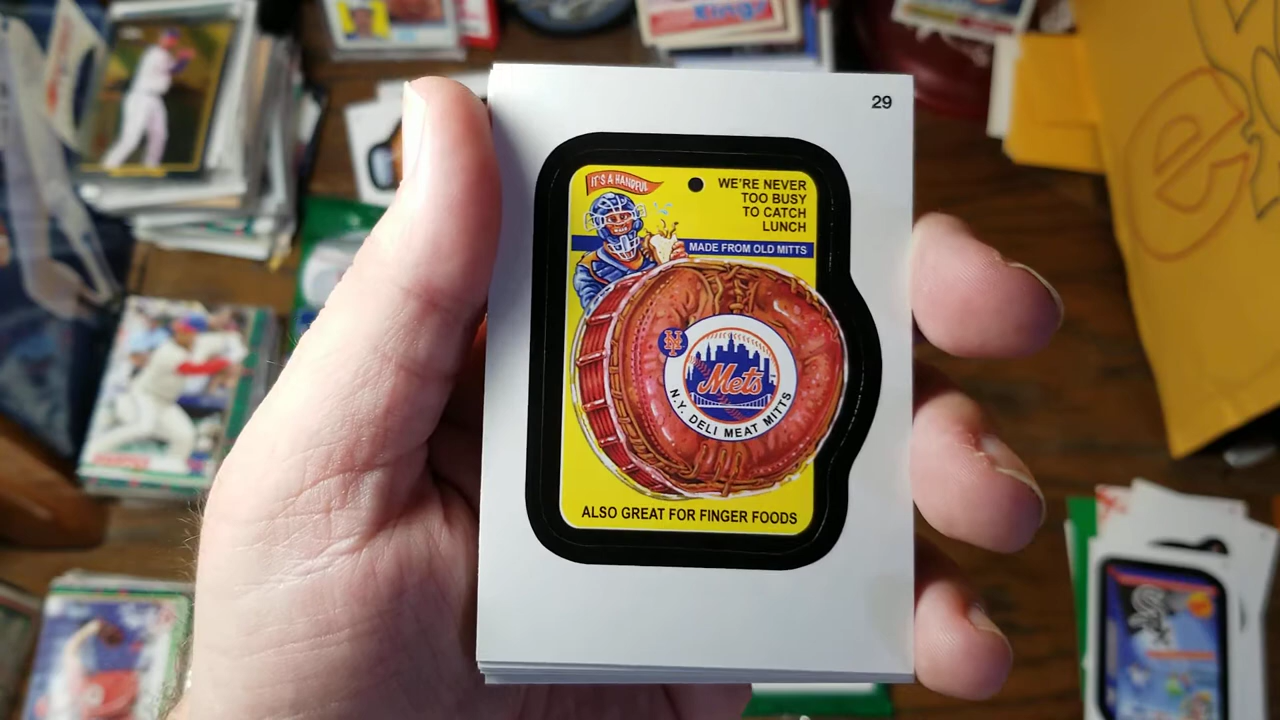 29
IT'S A HANDFUL
WE'RE NEVER
TOO BUSY
TO CATCH
LUNCH
MADE FROM OLD MITTS
NY
Mets
N.Y. DELI MEAT MITTS
ALSO GREAT FOR FINGER FOODS
Sox